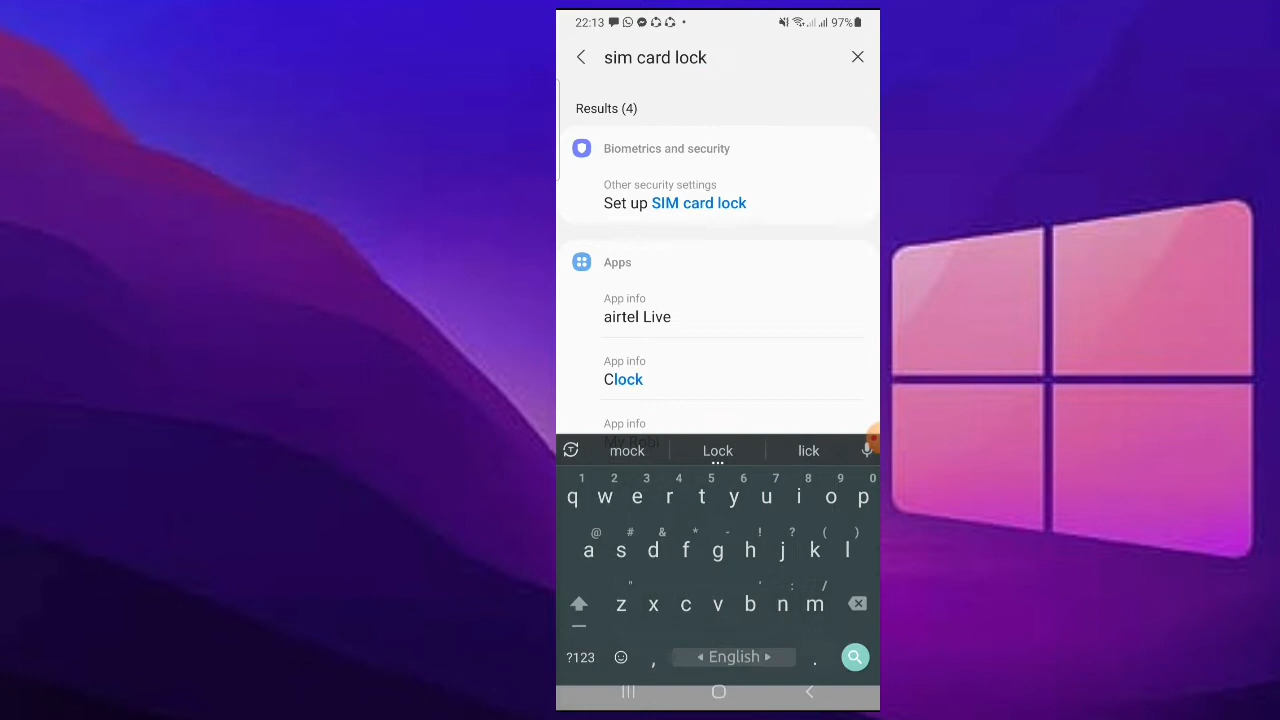 22:13 97%
sim card lock
Results (4)
Biometrics and security
Other security settings
Set up SIM card lock
Apps
App info
airtel Live
App info
Clock
App info
My Robi
mock Lock lick
1 2 3 4 5 6 7 8 9 0
q w e r t y u i o p
@ # & * - ! ? ( )
a s d f g h j k l
" ' : /
z x c v b n m
?123 , English .